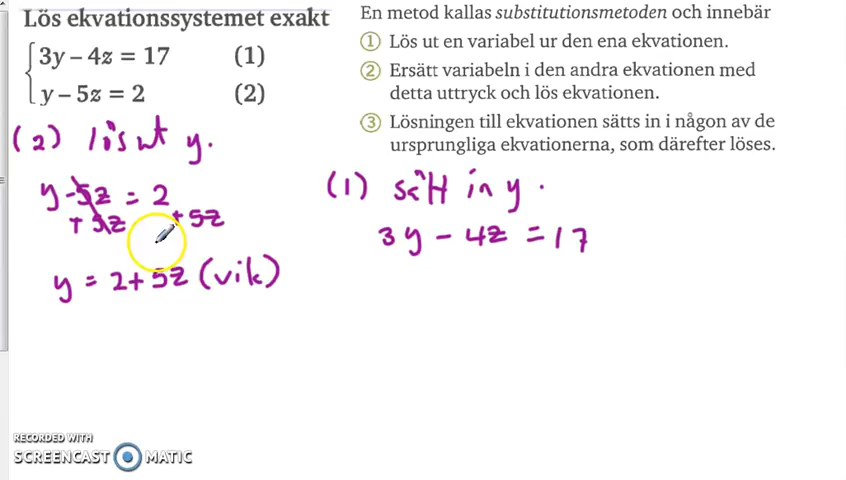 Lös ekvationssystemet exakt
3y – 4z = 17 (1)
y – 5z = 2 (2)
(2) lös ut y.
y - 5z = 2
+ 5z + 5z
y = 2 + 5z (vik)
En metod kallas substitutionsmetoden och innebär
① Lös ut en variabel ur den ena ekvationen.
② Ersätt variabeln i den andra ekvationen med
detta uttryck och lös ekvationen.
③ Lösningen till ekvationen sätts in i någon av de
ursprungliga ekvationerna, som därefter löses.
(1) sätt in y.
3y - 4z = 17
RECORDED WITH
SCREENCAST MATIC